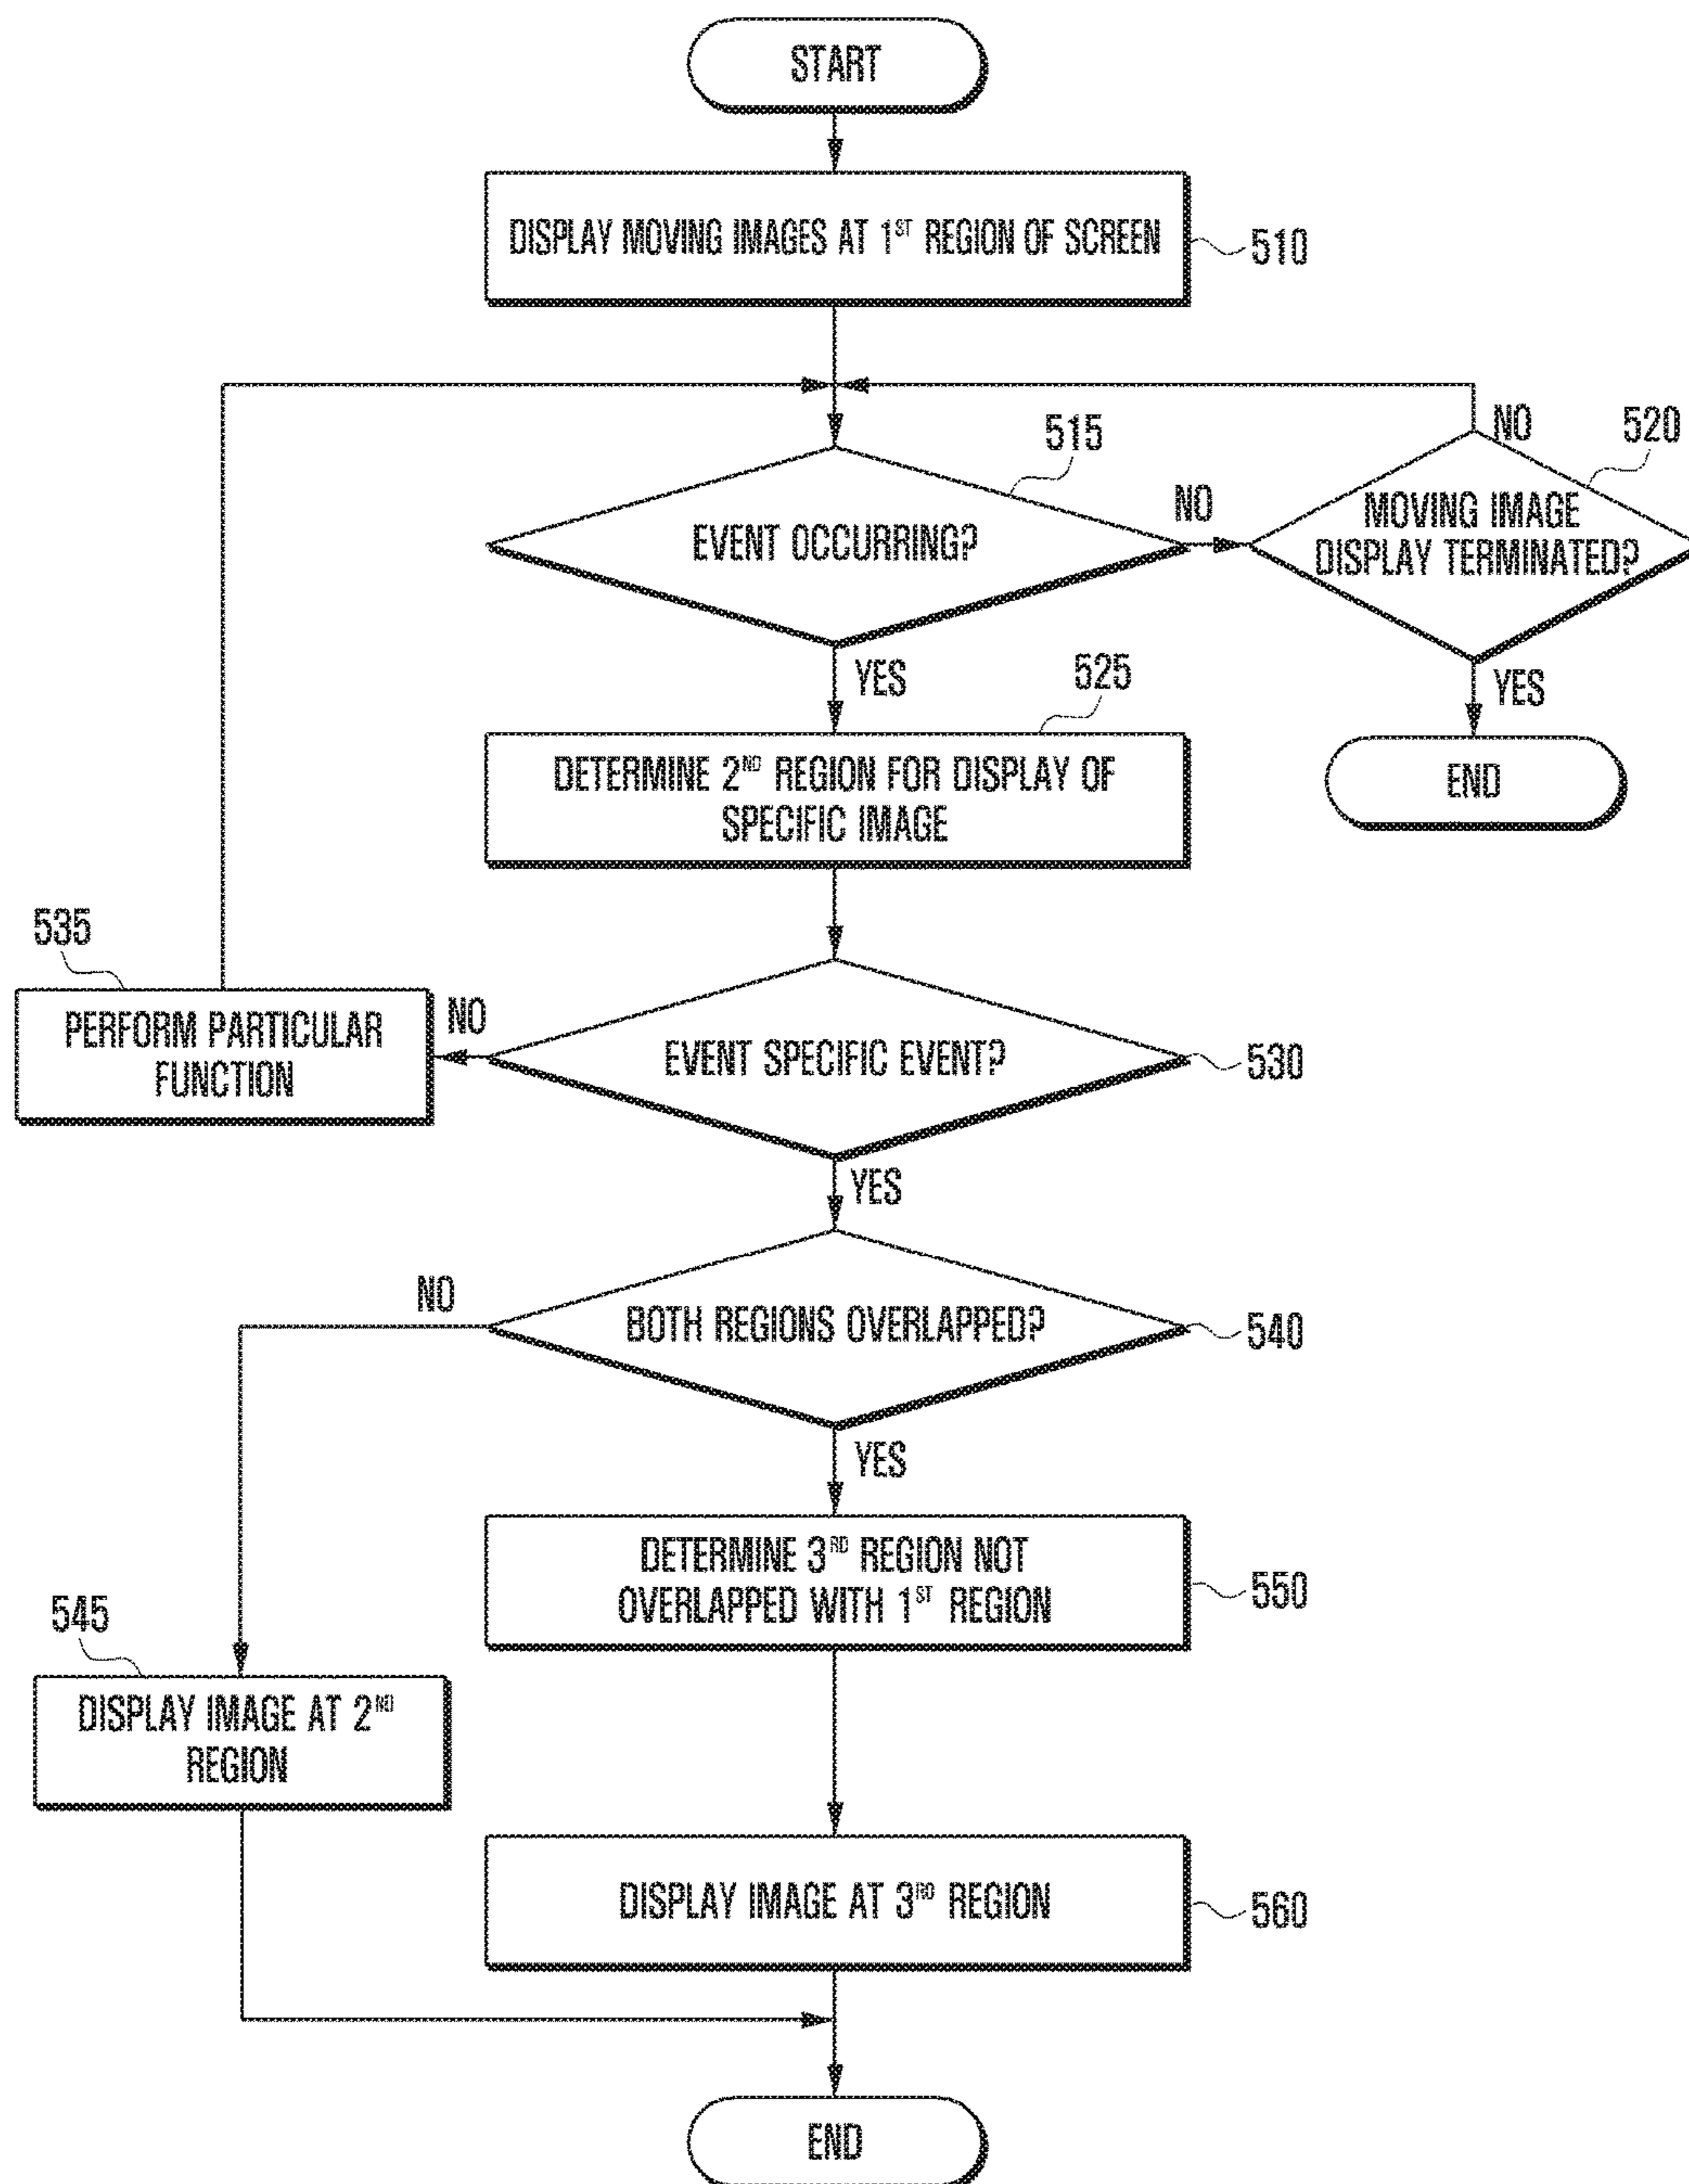 START
DISPLAY MOVING IMAGES AT 1ST REGION OF SCREEN
510
515
NO
520
EVENT OCCURRING?
NO
MOVING IMAGE
DISPLAY TERMINATED?
YES
525
YES
DETERMINE 2ND REGION FOR DISPLAY OF
SPECIFIC IMAGE
END
535
PERFORM PARTICULAR
FUNCTION
NO
EVENT SPECIFIC EVENT?
530
YES
NO
BOTH REGIONS OVERLAPPED?
540
YES
DETERMINE 3RD REGION NOT
OVERLAPPED WITH 1ST REGION
550
545
DISPLAY IMAGE AT 2ND
REGION
DISPLAY IMAGE AT 3RD REGION
560
END